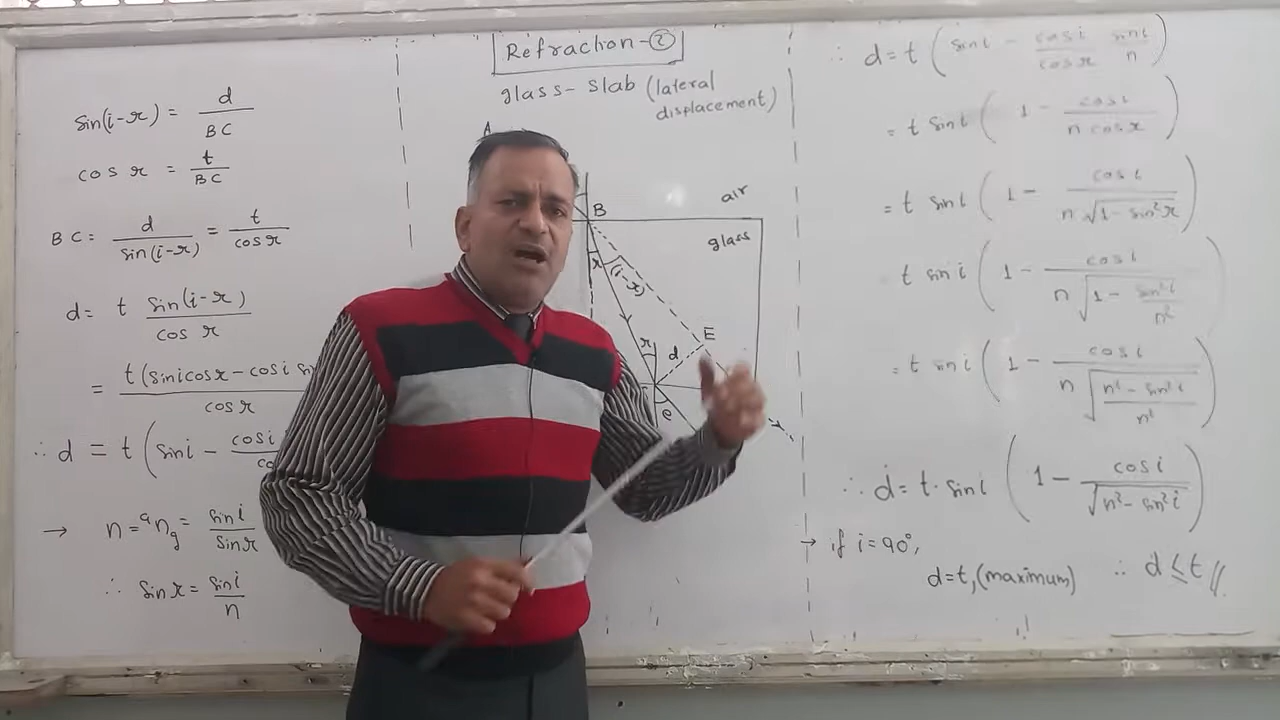 Refraction-②
glass-slab (lateral
displacement)
sin(i-r) = d/BC
cos r = t/BC
BC = d/sin(i-r) = t/cos r
d = t sin(i-r)/cos r
= t(sin i cos r - cos i sin/cos r
∴ d = t(sin i - cos i
→ n = ᵃn_g = sin i/sin r
∴ sin r = sin i/n
A
B
air
glass
r
(i-r)
E
r
d
e
∴ d = t (sin i - cos i/cos r sin i/n)
= t sin i (1 - cos i/n cos r)
= t sin i (1 - cos i/n√(1 - sin²r))
t sin i (1 - cos i/n√(1 - sin²i/n²))
= t sin i (1 - cos i/n√((n² - sin²i)/n²))
∴ d = t · sin i (1 - cos i/√(n² - sin²i))
→ if i = 90°,
d = t, (maximum) ∴ d ≤ t //